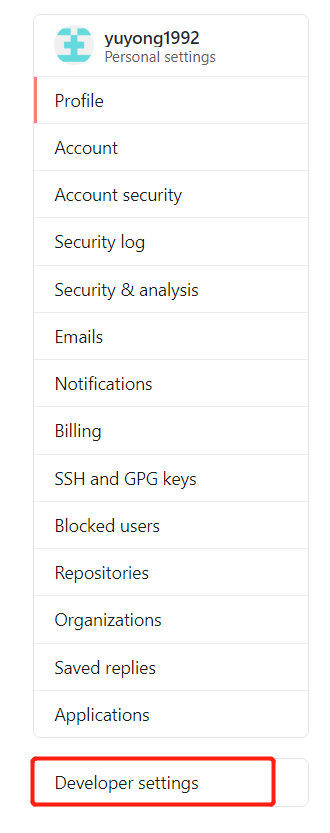 yuyong1992
Personal settings
Profile
Account
Account security
Security log
Security & analysis
Emails
Notifications
Billing
SSH and GPG keys
Blocked users
Repositories
Organizations
Saved replies
Applications
Developer settings